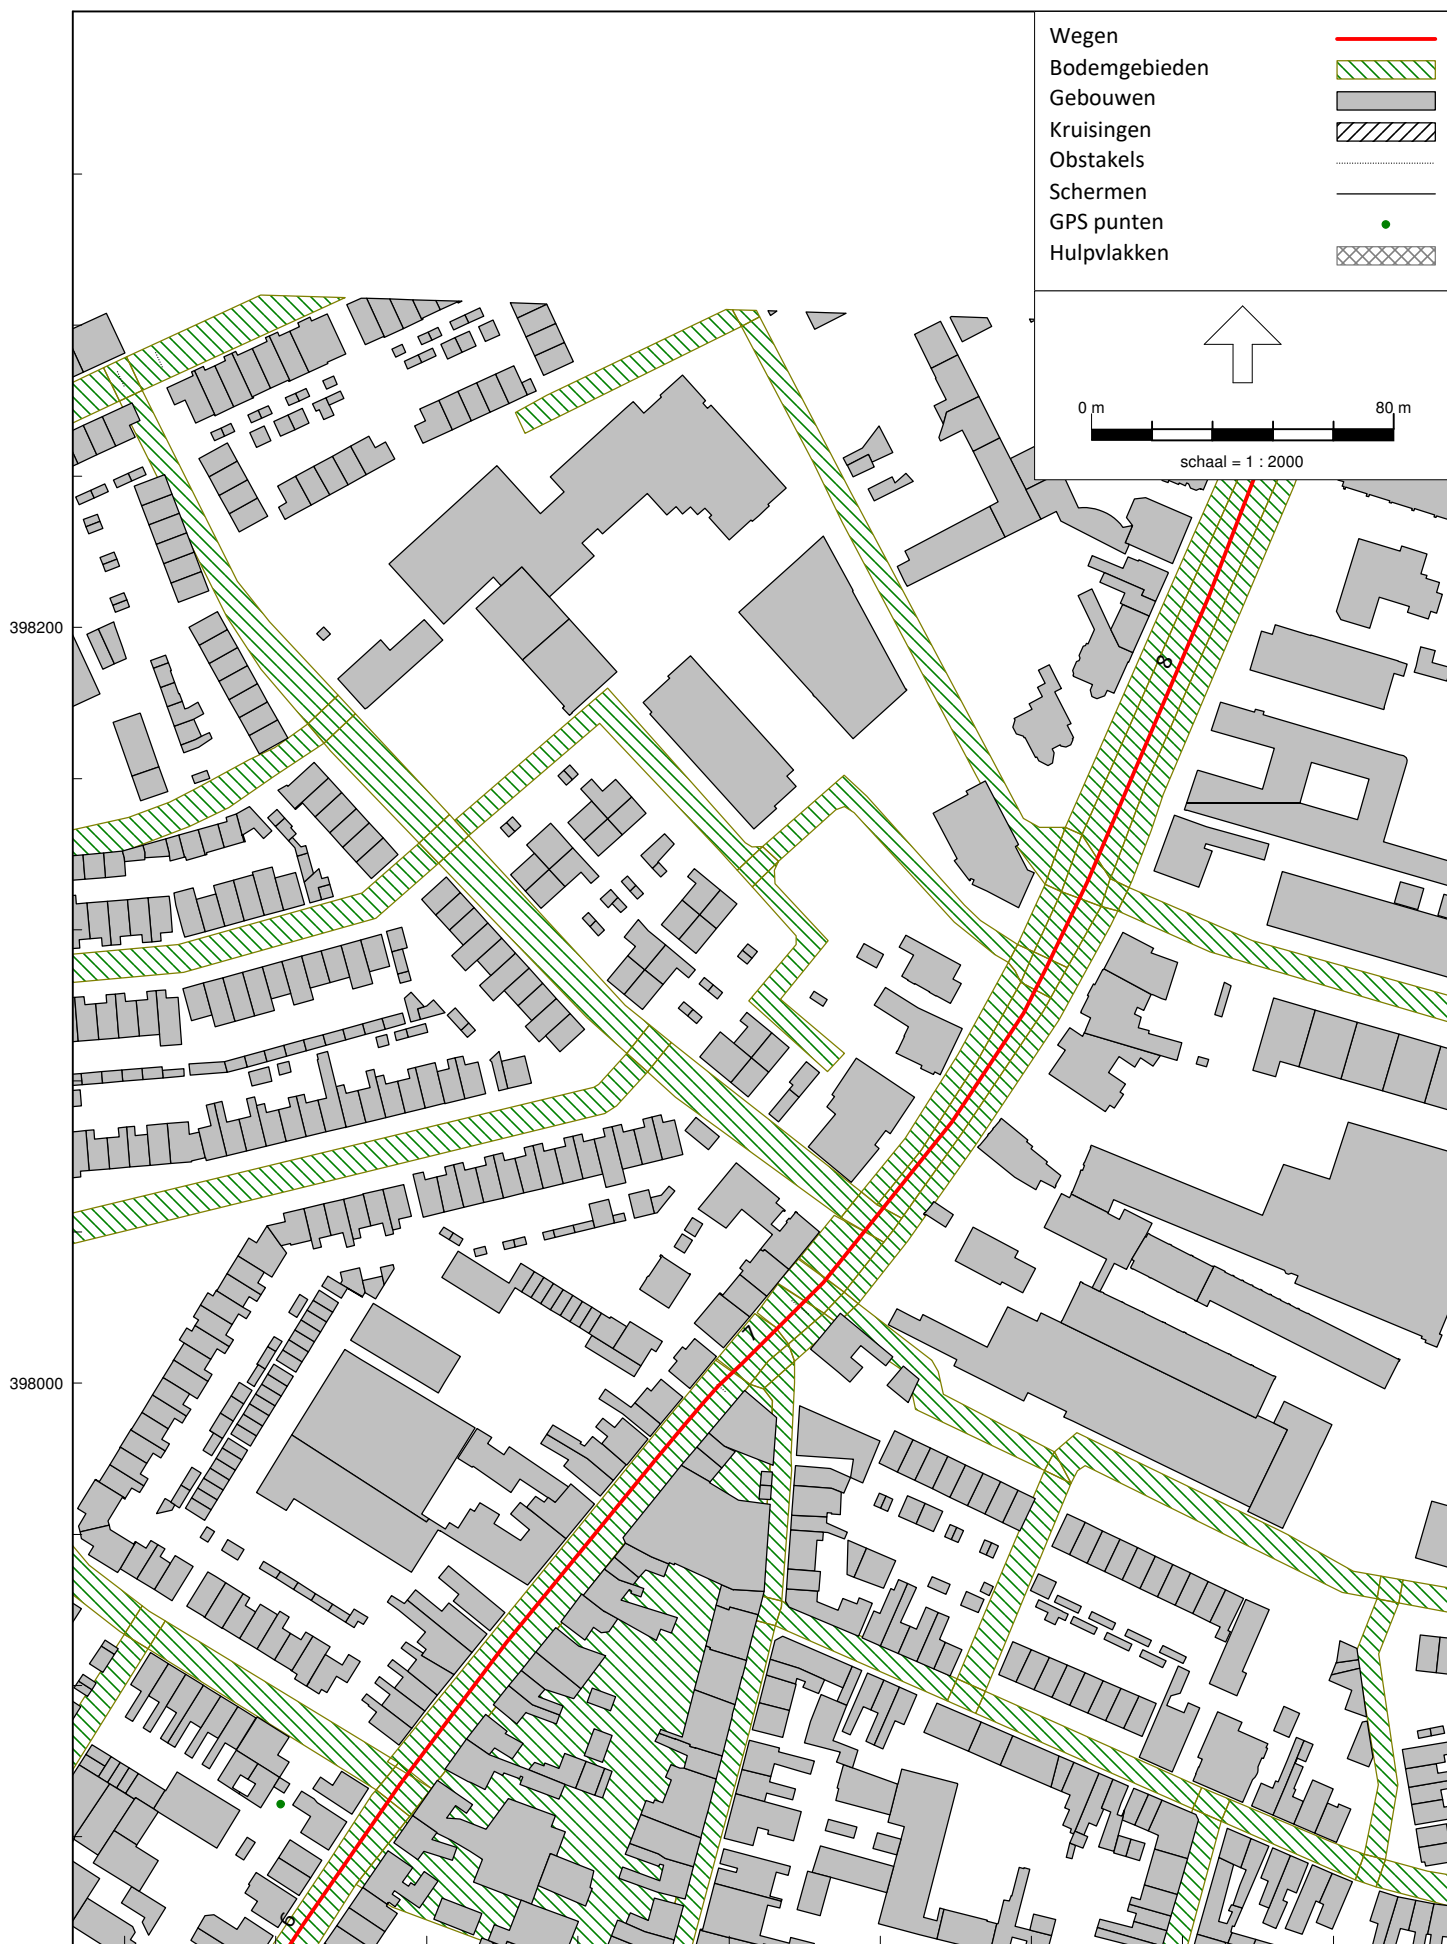 Wegen
Bodemgebieden
Gebouwen
Kruisingen
Obstakels
Schermen
GPS punten
Hulpvlakken
0 m 80 m
schaal = 1 : 2000
398200
8
7
398000
6